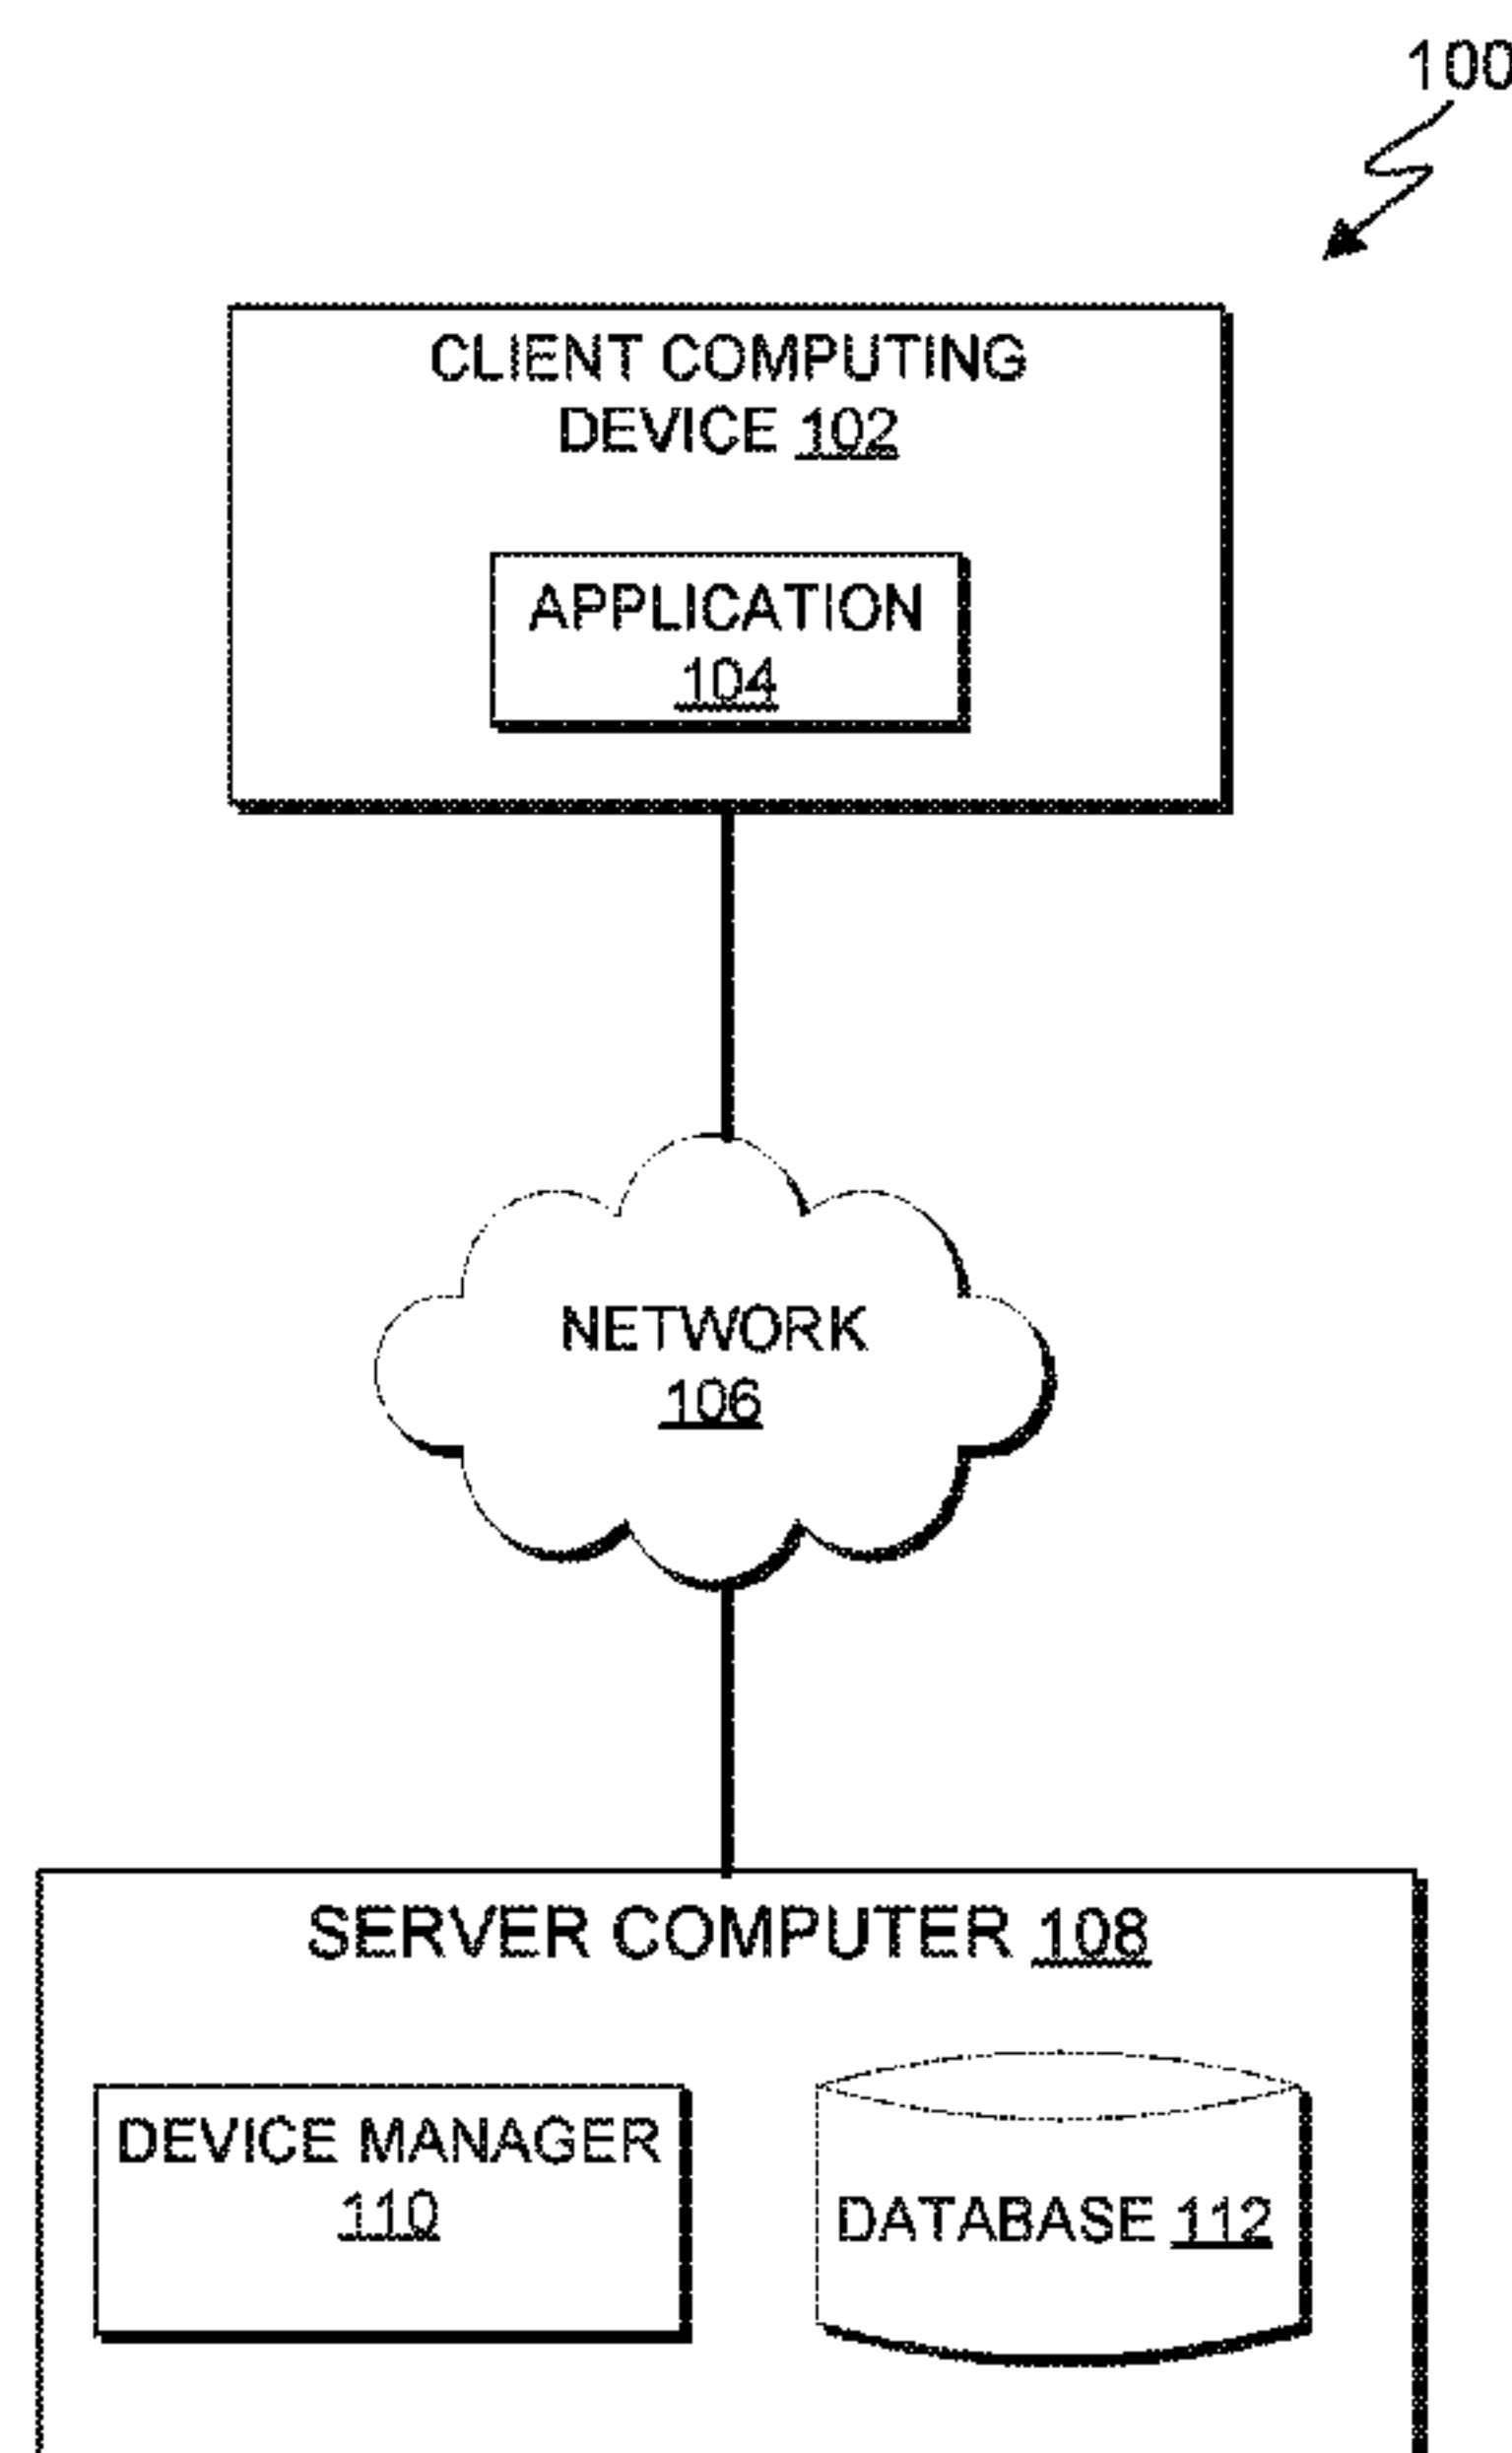 100
CLIENT COMPUTING
DEVICE 102
APPLICATION
104
NETWORK
106
SERVER COMPUTER 108
DEVICE MANAGER
110
DATABASE 112